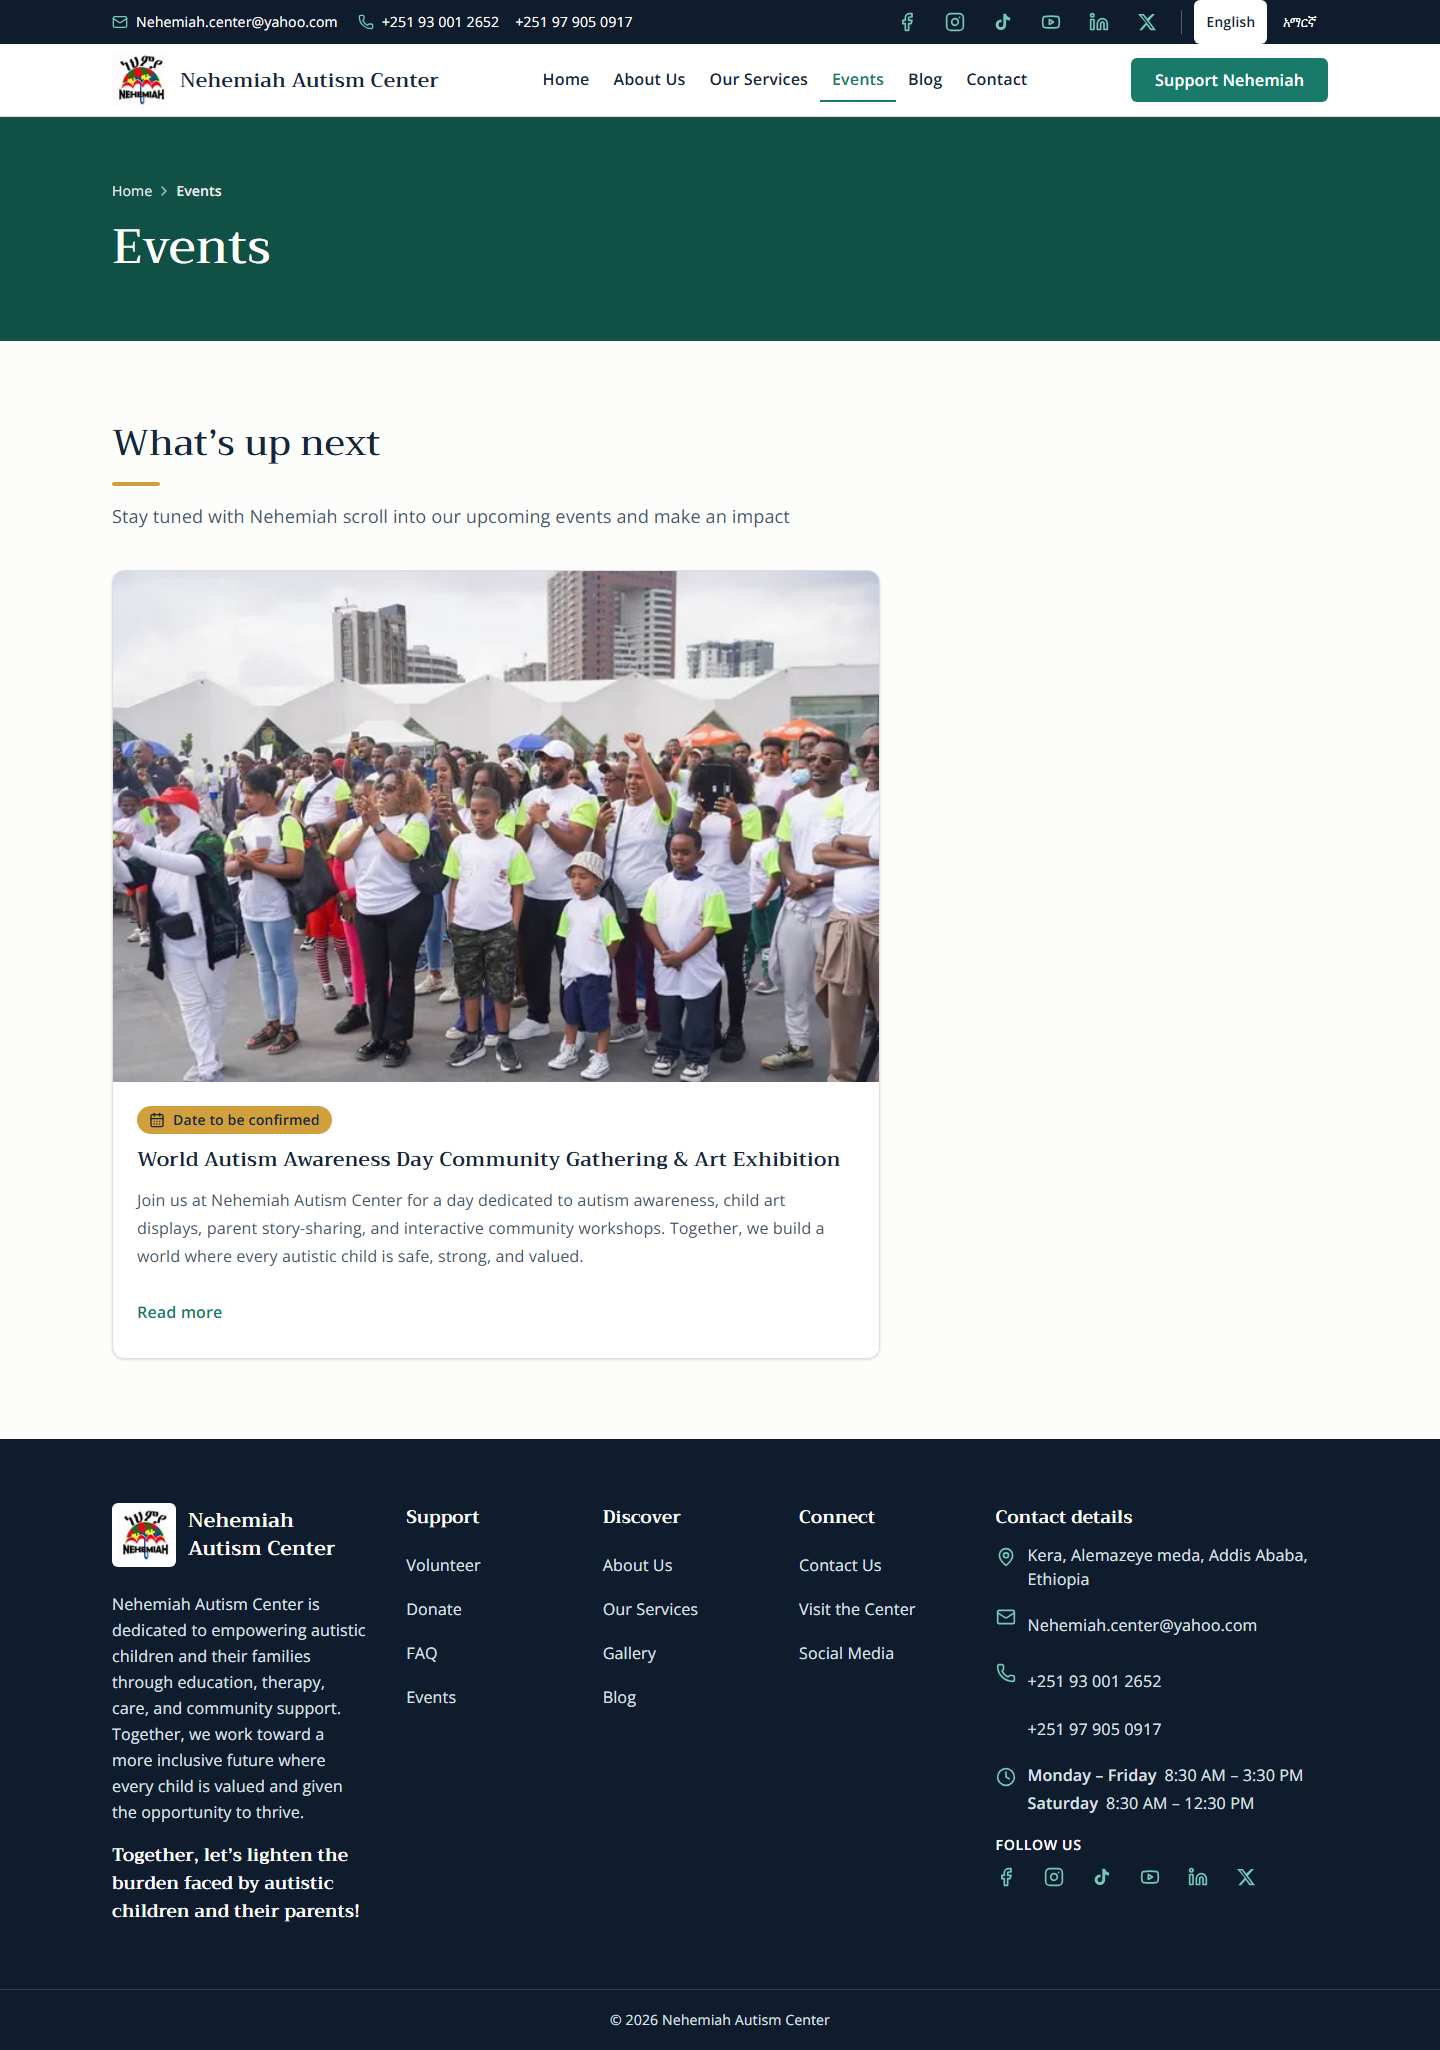 Nehemiah.center@yahoo.com +251 93 001 2652 +251 97 905 0917 English አማርኛ
ነህምያ
NEHEMIAH
Nehemiah Autism Center
Home About Us Our Services Events Blog Contact
Support Nehemiah
Home > Events
Events
What’s up next
Stay tuned with Nehemiah scroll into our upcoming events and make an impact
Date to be confirmed
World Autism Awareness Day Community Gathering & Art Exhibition
Join us at Nehemiah Autism Center for a day dedicated to autism awareness, child art
displays, parent story-sharing, and interactive community workshops. Together, we build a
world where every autistic child is safe, strong, and valued.
Read more
ነህምያ
NEHEMIAH
Nehemiah
Autism Center
Nehemiah Autism Center is
dedicated to empowering autistic
children and their families
through education, therapy,
care, and community support.
Together, we work toward a
more inclusive future where
every child is valued and given
the opportunity to thrive.
Together, let’s lighten the
burden faced by autistic
children and their parents!
Support
Volunteer
Donate
FAQ
Events
Discover
About Us
Our Services
Gallery
Blog
Connect
Contact Us
Visit the Center
Social Media
Contact details
Kera, Alemazeye meda, Addis Ababa,
Ethiopia
Nehemiah.center@yahoo.com
+251 93 001 2652
+251 97 905 0917
Monday – Friday 8:30 AM – 3:30 PM
Saturday 8:30 AM – 12:30 PM
FOLLOW US
© 2026 Nehemiah Autism Center